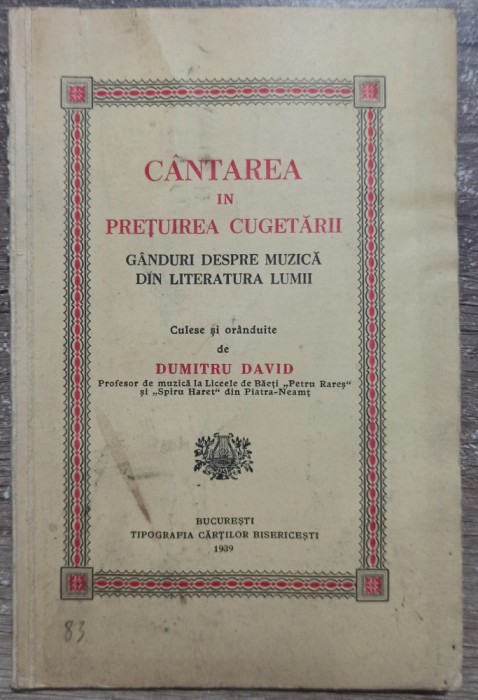 CÂNTAREA
IN
PREȚUIREA CUGETĂRII
GÂNDURI DESPRE MUZICĂ
DIN LITERATURA LUMII
Culese și orânduite
de
DUMITRU DAVID
Profesor de muzică la Liceele de Băeți „Petru Rareș“
și „Spiru Haret“ din Piatra-Neamț
BUCUREȘTI
TIPOGRAFIA CĂRȚILOR BISERICEȘTI
1939
83